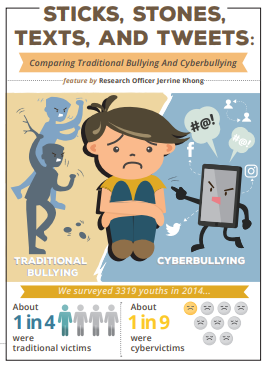 STICKS, STONES,
TEXTS, AND TWEETS:
Comparing Traditional Bullying And Cyberbullying
feature by Research Officer Jerrine Khong
#@!
#@!
TRADITIONAL
BULLYING
CYBERBULLYING
We surveyed 3319 youths in 2014...
About
1 in 4
were
traditional victims
About
1 in 9
were
cybervictims